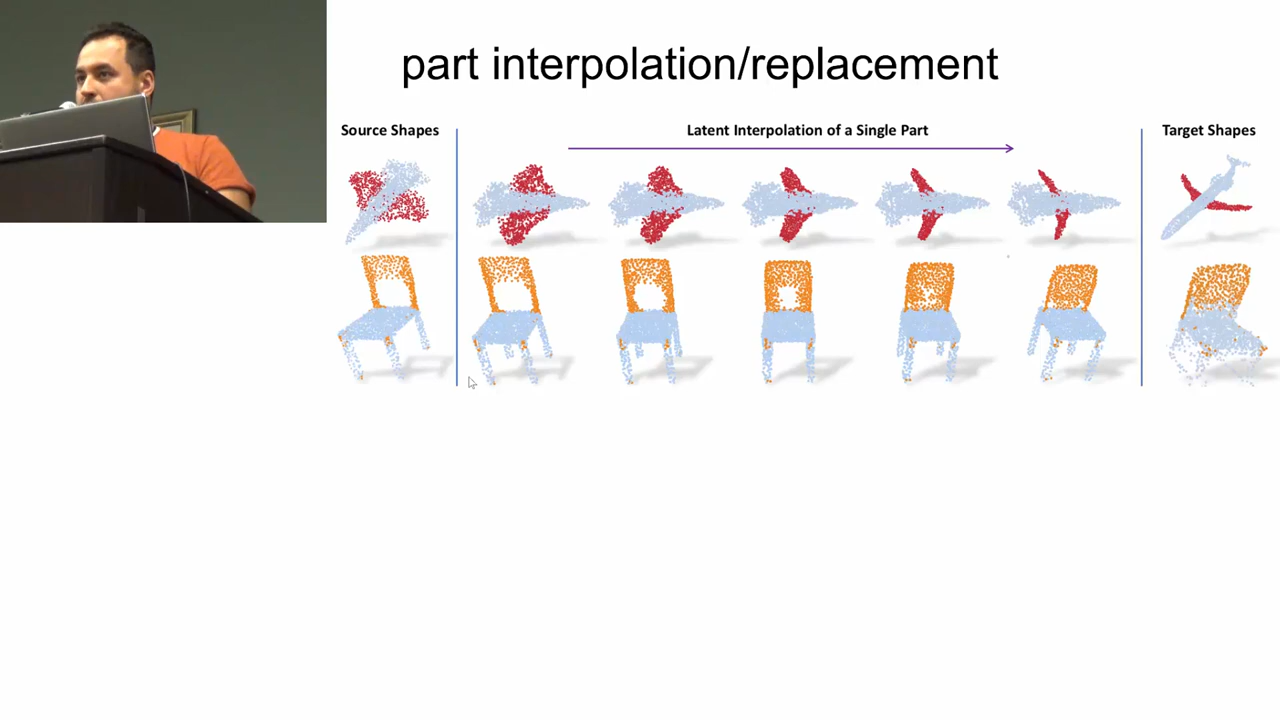 part interpolation/replacement
Source Shapes
Latent Interpolation of a Single Part
Target Shapes